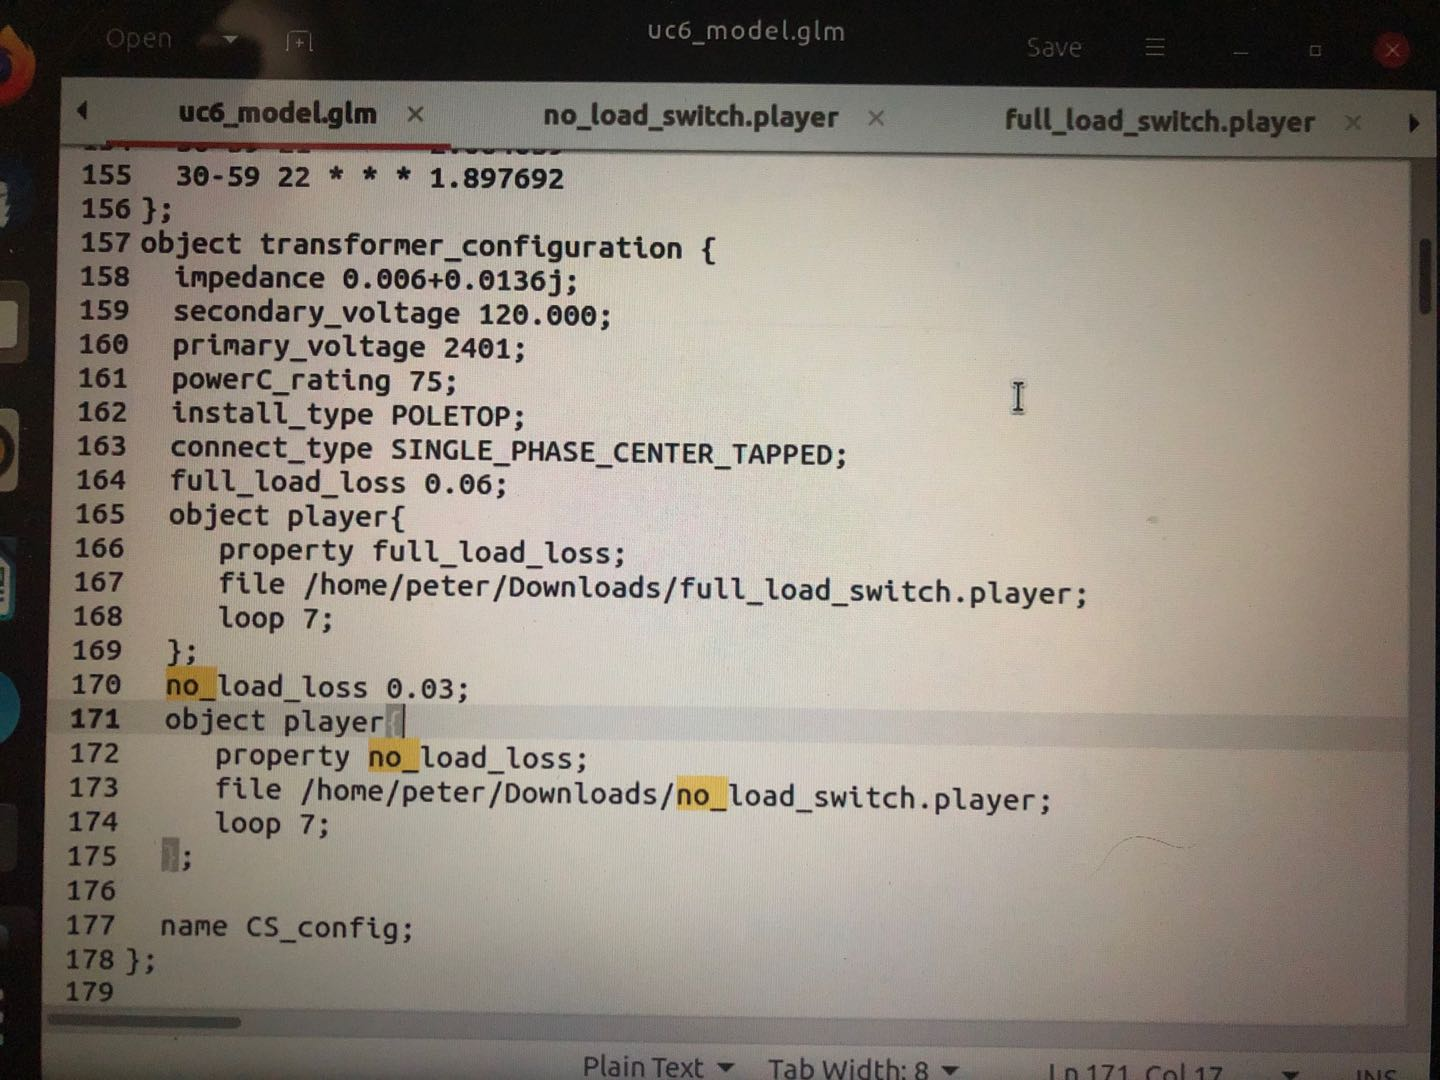 Open
uc6_model.glm
Save
uc6_model.glm
no_load_switch.player
full_load_switch.player
155 30-59 22 * * * 1.897692
156 };
157 object transformer_configuration {
158 impedance 0.006+0.0136j;
159 secondary_voltage 120.000;
160 primary_voltage 2401;
161 powerC_rating 75;
162 install_type POLETOP;
163 connect_type SINGLE_PHASE_CENTER_TAPPED;
164 full_load_loss 0.06;
165 object player{
166 property full_load_loss;
167 file /home/peter/Downloads/full_load_switch.player;
168 loop 7;
169 };
170 no_load_loss 0.03;
171 object player{
172 property no_load_loss;
173 file /home/peter/Downloads/no_load_switch.player;
174 loop 7;
175 };
176
177 name CS_config;
178 };
179
Plain Text Tab Width: 8 Ln 171, Col 17 INS